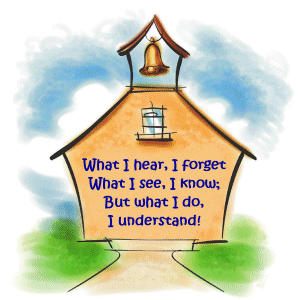 What I hear, I forget
What I see, I know;
But what I do,
I understand!